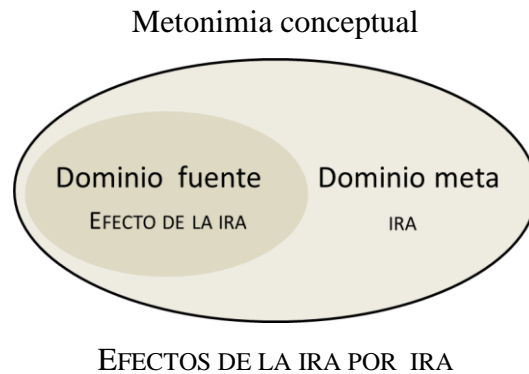 Metonimia conceptual
Dominio fuente
EFECTO DE LA IRA
Dominio meta
IRA
EFECTOS DE LA IRA POR IRA